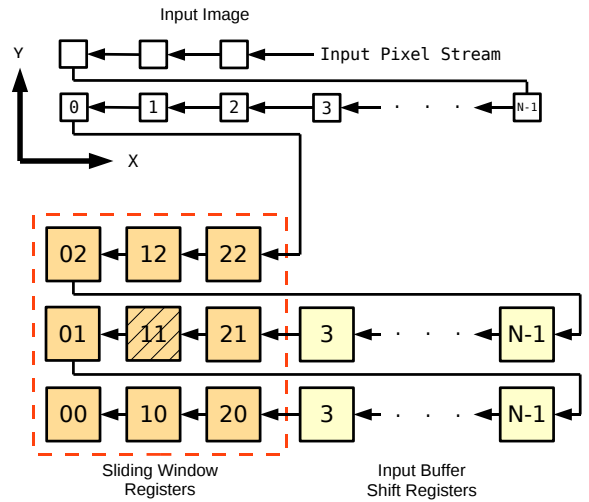 Input Image
Y
Input Pixel Stream
0 1 2 3 · · · N-1
X
02 12 22
01 11 21 3 · · · N-1
00 10 20 3 · · · N-1
Sliding Window
Registers
Input Buffer
Shift Registers